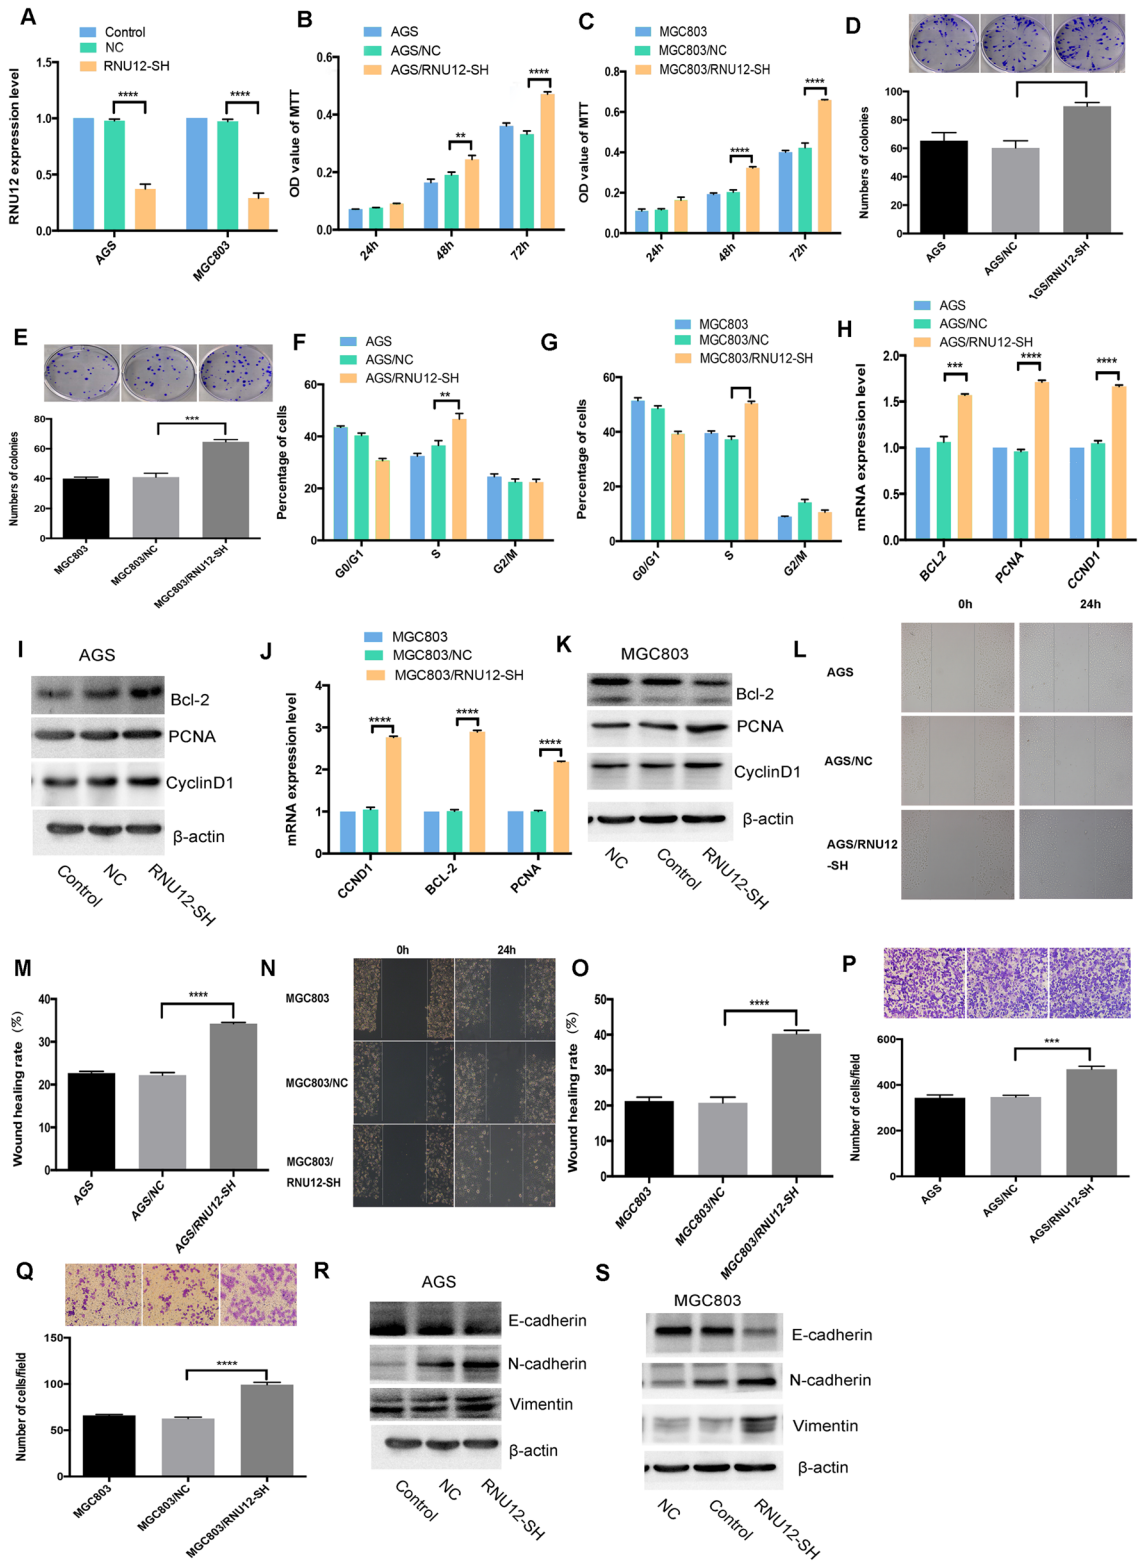 A
Control
NC
RNU12-SH
RNU12 expression level
1.5
1.0
0.5
0.0
****
****
AGS
MGC803
B
AGS
AGS/NC
AGS/RNU12-SH
OD value of MTT
0.6
0.4
0.2
0.0
**
****
24h
48h
72h
C
MGC803
MGC803/NC
MGC803/RNU12-SH
OD value of MTT
0.8
0.6
0.4
0.2
0.0
****
****
24h
48h
72h
D
Numbers of colonies
100
80
60
40
20
0
AGS
AGS/NC
1GS/RNU12-SH
E
Numbers of colonies
80
60
40
20
0
***
MGC803
MGC803/NC
MGC803/RNU12-SH
F
AGS
AGS/NC
AGS/RNU12-SH
Percentage of cells
60
40
20
0
**
G0/G1
S
G2/M
G
MGC803
MGC803/NC
MGC803/RNU12-SH
Percentage of cells
60
40
20
0
G0/G1
S
G2/M
H
AGS
AGS/NC
AGS/RNU12-SH
mRNA expression level
2.0
1.5
1.0
0.5
0.0
***
****
****
BCL2
PCNA
CCND1
I
AGS
Bcl-2
PCNA
CyclinD1
β-actin
Control
NC
RNU12-SH
J
MGC803
MGC803/NC
MGC803/RNU12-SH
mRNA expression level
4
3
2
1
0
****
****
****
CCND1
BCL-2
PCNA
K
MGC803
Bcl-2
PCNA
CyclinD1
β-actin
NC
Control
RNU12-SH
L
0h
24h
AGS
AGS/NC
AGS/RNU12
-SH
M
Wound healing rate (%)
40
30
20
10
0
****
AGS
AGS/NC
AGS/RNU12-SH
N
0h
24h
MGC803
MGC803/NC
MGC803/
RNU12-SH
O
Wound healing rate (%)
50
40
30
20
10
0
****
MGC803
MGC803/NC
MGC803/RNU12-SH
P
Number of cells/field
600
400
200
0
***
AGS
AGS/NC
AGS/RNU12-SH
Q
Number of cells/field
150
100
50
0
****
MGC803
MGC803/NC
MGC803/RNU12-SH
R
AGS
E-cadherin
N-cadherin
Vimentin
β-actin
Control
NC
RNU12-SH
S
MGC803
E-cadherin
N-cadherin
Vimentin
β-actin
NC
Control
RNU12-SH